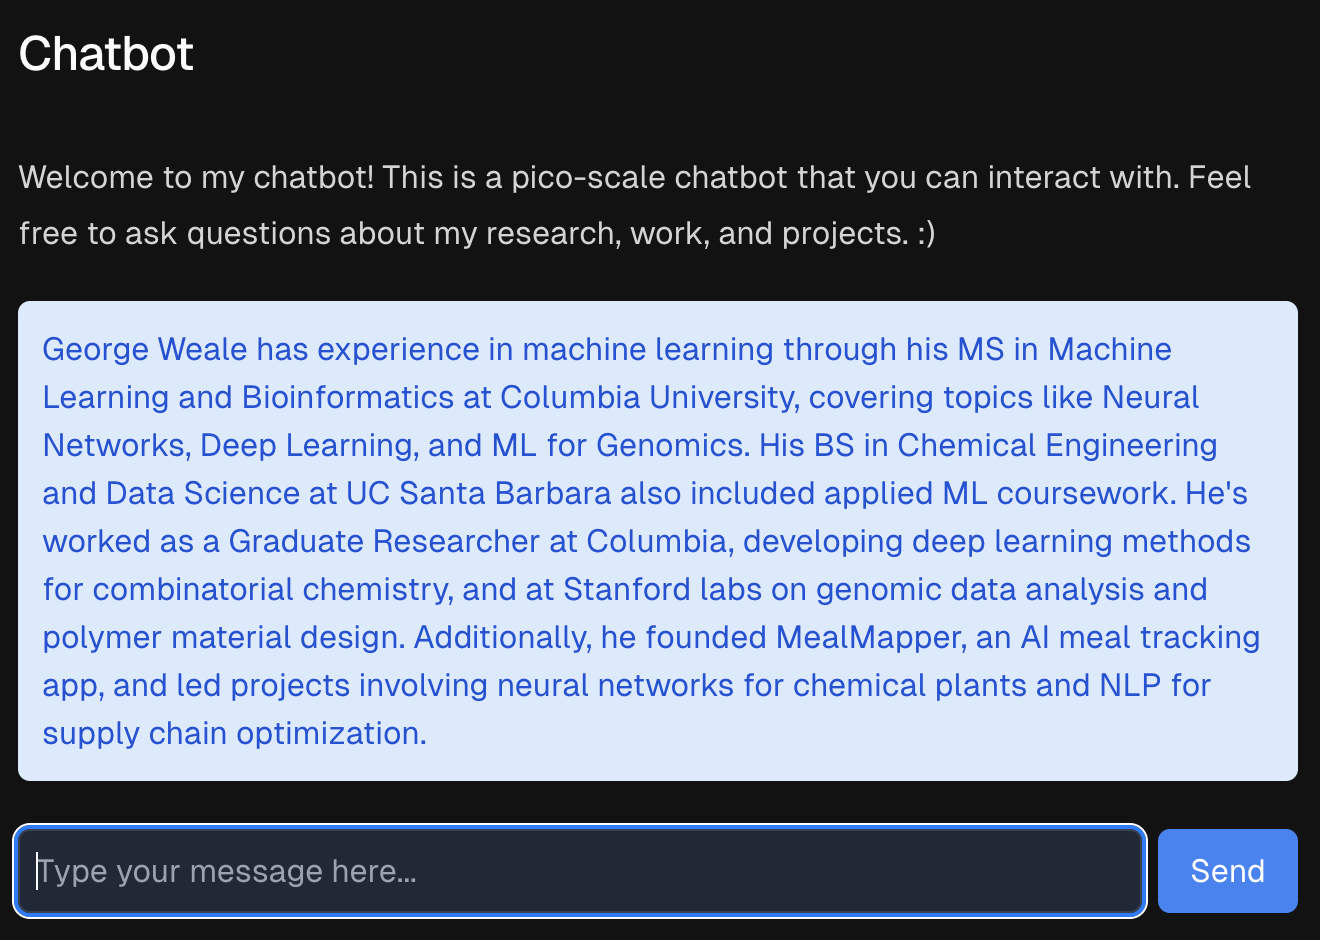 Chatbot
Welcome to my chatbot! This is a pico-scale chatbot that you can interact with. Feel
free to ask questions about my research, work, and projects. :)
George Weale has experience in machine learning through his MS in Machine
Learning and Bioinformatics at Columbia University, covering topics like Neural
Networks, Deep Learning, and ML for Genomics. His BS in Chemical Engineering
and Data Science at UC Santa Barbara also included applied ML coursework. He's
worked as a Graduate Researcher at Columbia, developing deep learning methods
for combinatorial chemistry, and at Stanford labs on genomic data analysis and
polymer material design. Additionally, he founded MealMapper, an AI meal tracking
app, and led projects involving neural networks for chemical plants and NLP for
supply chain optimization.
Type your message here...
Send